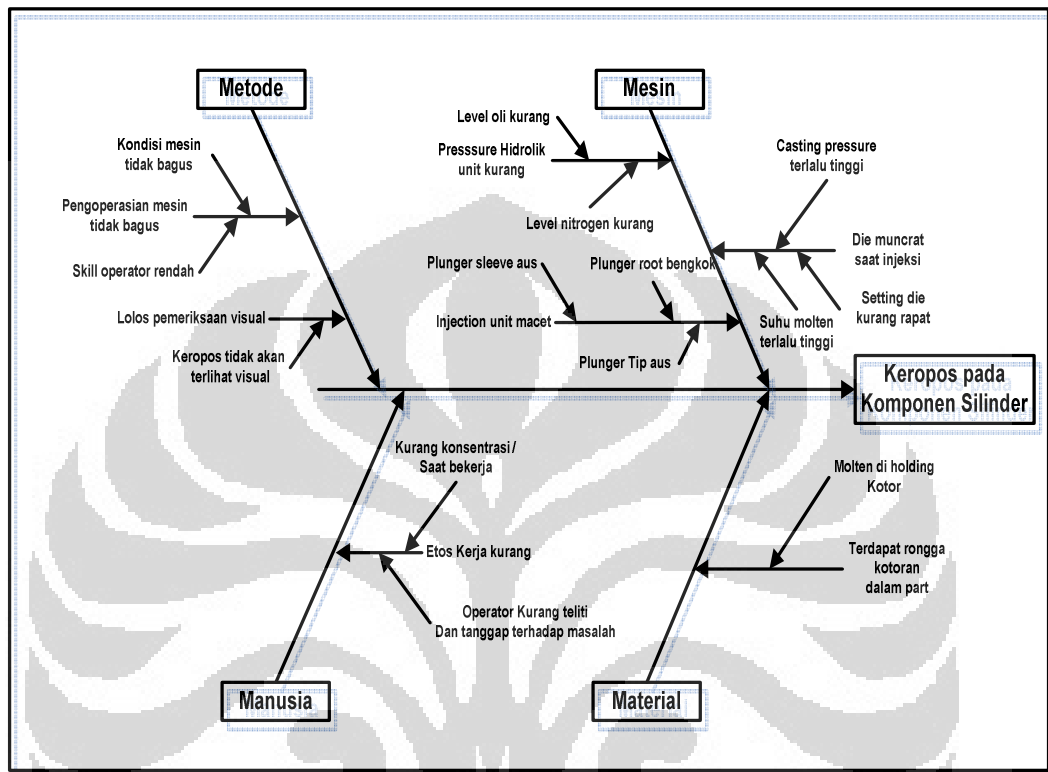 Metode
Mesin
Level oli kurang
Kondisi mesin
tidak bagus
Presssure Hidrolik
unit kurang
Casting pressure
terlalu tinggi
Pengoperasian mesin
tidak bagus
Level nitrogen kurang
Die muncrat
saat injeksi
Skill operator rendah
Plunger sleeve aus
Plunger root bengkok
Setting die
kurang rapat
Lolos pemeriksaan visual
Injection unit macet
Suhu molten
terlalu tinggi
Keropos tidak akan
terlihat visual
Plunger Tip aus
Keropos pada
Komponen Silinder
Kurang konsentrasi /
Saat bekerja
Molten di holding
Kotor
Etos Kerja kurang
Terdapat rongga
kotoran
dalam part
Operator Kurang teliti
Dan tanggap terhadap masalah
Manusia
Material